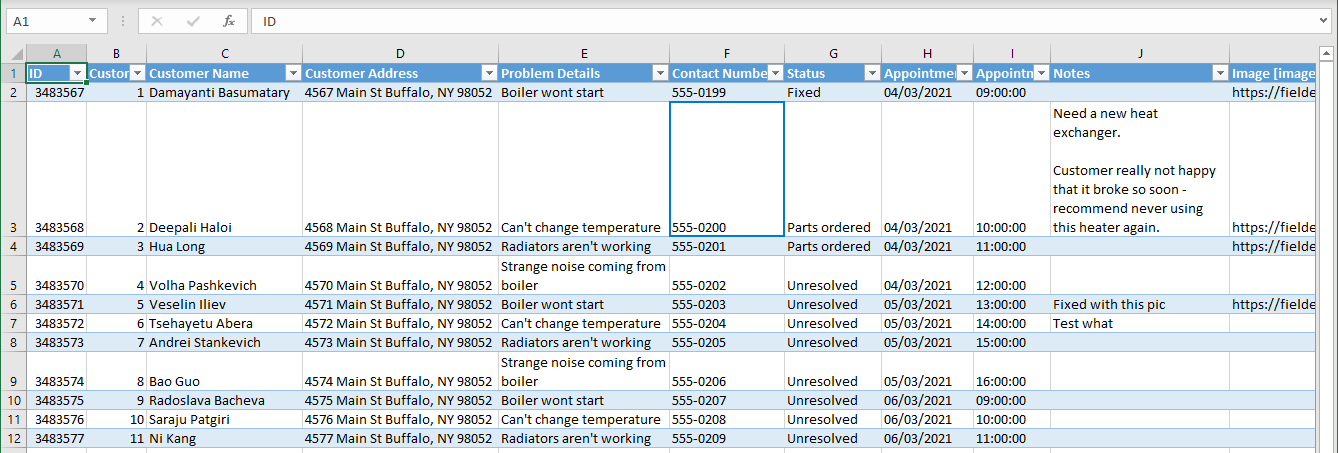 A1 fx ID
A B C D E F G H I J
1 ID Custor Customer Name Customer Address Problem Details Contact Numbe Status Appointme Appointn Notes Image [image
2 3483567 1 Damayanti Basumatary 4567 Main St Buffalo, NY 98052 Boiler wont start 555-0199 Fixed 04/03/2021 09:00:00 https://fielde
Need a new heat
exchanger.
Customer really not happy
that it broke so soon -
recommend never using
3 3483568 2 Deepali Haloi 4568 Main St Buffalo, NY 98052 Can't change temperature 555-0200 Parts ordered 04/03/2021 10:00:00 this heater again. https://fielde
4 3483569 3 Hua Long 4569 Main St Buffalo, NY 98052 Radiators aren't working 555-0201 Parts ordered 04/03/2021 11:00:00 https://fielde
Strange noise coming from
5 3483570 4 Volha Pashkevich 4570 Main St Buffalo, NY 98052 boiler 555-0202 Unresolved 04/03/2021 12:00:00
6 3483571 5 Veselin Iliev 4571 Main St Buffalo, NY 98052 Boiler wont start 555-0203 Unresolved 05/03/2021 13:00:00 Fixed with this pic https://fielde
7 3483572 6 Tsehayetu Abera 4572 Main St Buffalo, NY 98052 Can't change temperature 555-0204 Unresolved 05/03/2021 14:00:00 Test what
8 3483573 7 Andrei Stankevich 4573 Main St Buffalo, NY 98052 Radiators aren't working 555-0205 Unresolved 05/03/2021 15:00:00
Strange noise coming from
9 3483574 8 Bao Guo 4574 Main St Buffalo, NY 98052 boiler 555-0206 Unresolved 05/03/2021 16:00:00
10 3483575 9 Radoslava Bacheva 4575 Main St Buffalo, NY 98052 Boiler wont start 555-0207 Unresolved 06/03/2021 09:00:00
11 3483576 10 Saraju Patgiri 4576 Main St Buffalo, NY 98052 Can't change temperature 555-0208 Unresolved 06/03/2021 10:00:00
12 3483577 11 Ni Kang 4577 Main St Buffalo, NY 98052 Radiators aren't working 555-0209 Unresolved 06/03/2021 11:00:00